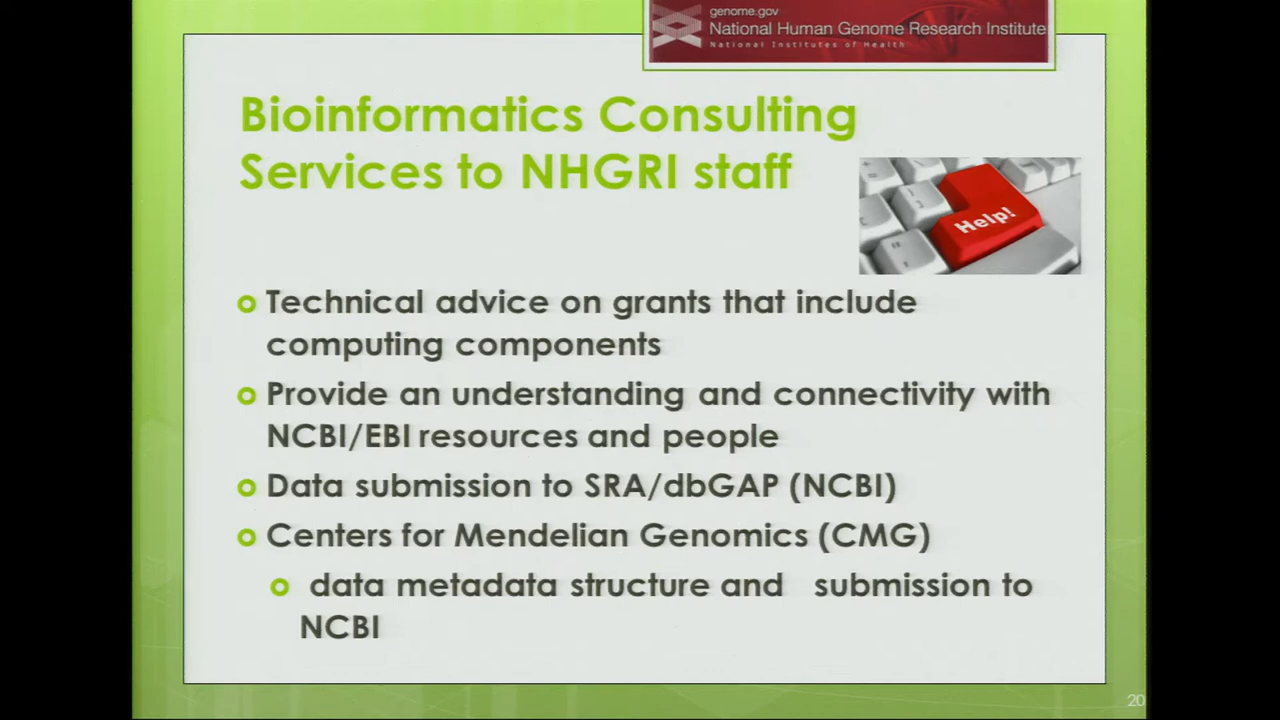 genome.gov
National Human Genome Research Institute
National Institutes of Health
Bioinformatics Consulting
Services to NHGRI staff
Help!
Technical advice on grants that include
computing components
Provide an understanding and connectivity with
NCBI/EBI resources and people
Data submission to SRA/dbGAP (NCBI)
Centers for Mendelian Genomics (CMG)
data metadata structure and submission to
NCBI
20